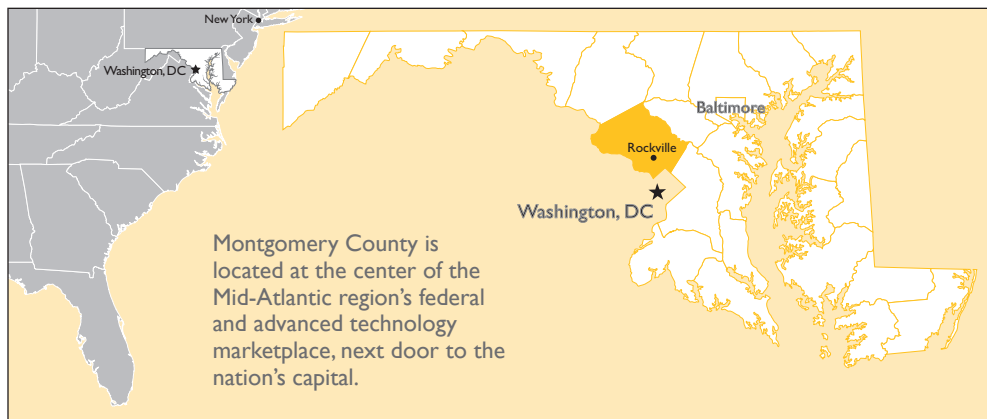 New York
Washington, DC
Baltimore
Rockville
Washington, DC
Montgomery County is
located at the center of the
Mid-Atlantic region’s federal
and advanced technology
marketplace, next door to the
nation’s capital.